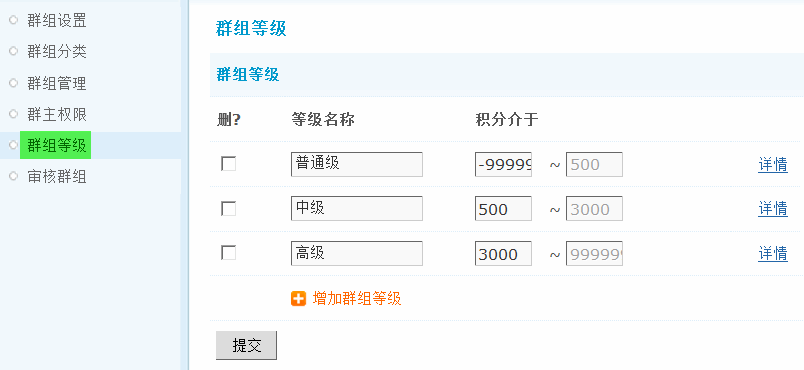 群组设置
群组分类
群组管理
群主权限
群组等级
审核群组
群组等级
群组等级
删? 等级名称 积分介于
普通级 -99999 ~ 500 详情
中级 500 ~ 3000 详情
高级 3000 ~ 99999 详情
增加群组等级
提交